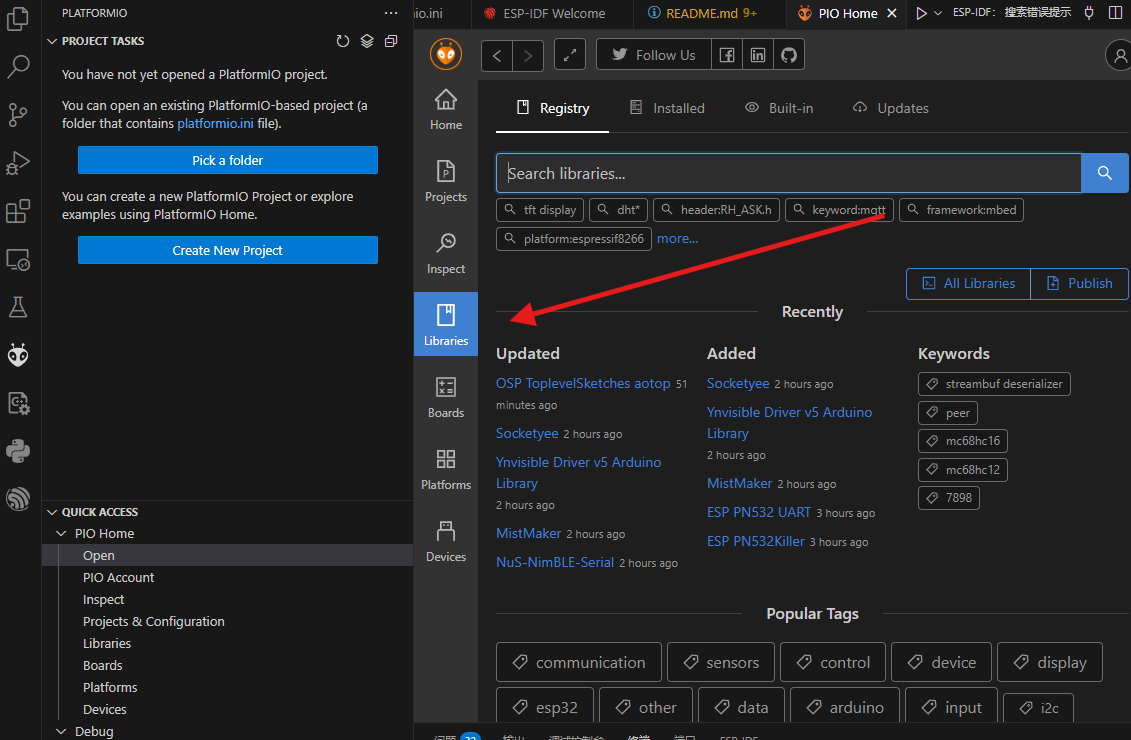 PLATFORMIO
PROJECT TASKS
You have not yet opened a PlatformIO project.
You can open an existing PlatformIO-based project (a
folder that contains platformio.ini file).
Pick a folder
You can create a new PlatformIO Project or explore
examples using PlatformIO Home.
Create New Project
QUICK ACCESS
PIO Home
Open
PIO Account
Inspect
Projects & Configuration
Libraries
Boards
Platforms
Devices
Debug
io.ini
ESP-IDF Welcome
README.md 9+
PIO Home
ESP-IDF: 搜索错误提示
Follow Us
Home
Projects
Inspect
Libraries
Boards
Platforms
Devices
Registry Installed Built-in Updates
Search libraries...
tft display dht* header:RH_ASK.h keyword:mqtt framework:mbed
platform:espressif8266 more...
All Libraries Publish
Recently
Updated
OSP ToplevelSketches aotop 51
minutes ago
Socketyee 2 hours ago
Ynvisible Driver v5 Arduino
Library
2 hours ago
MistMaker 2 hours ago
NuS-NimBLE-Serial 2 hours ago
Added
Socketyee 2 hours ago
Ynvisible Driver v5 Arduino
Library
2 hours ago
MistMaker 2 hours ago
ESP PN532 UART 3 hours ago
ESP PN532Killer 3 hours ago
Keywords
streambuf deserializer
peer
mc68hc16
mc68hc12
7898
Popular Tags
communication sensors control device display
esp32 other data arduino input i2c
问题 32 输出 调试控制台 终端 端口 ESP-IDF